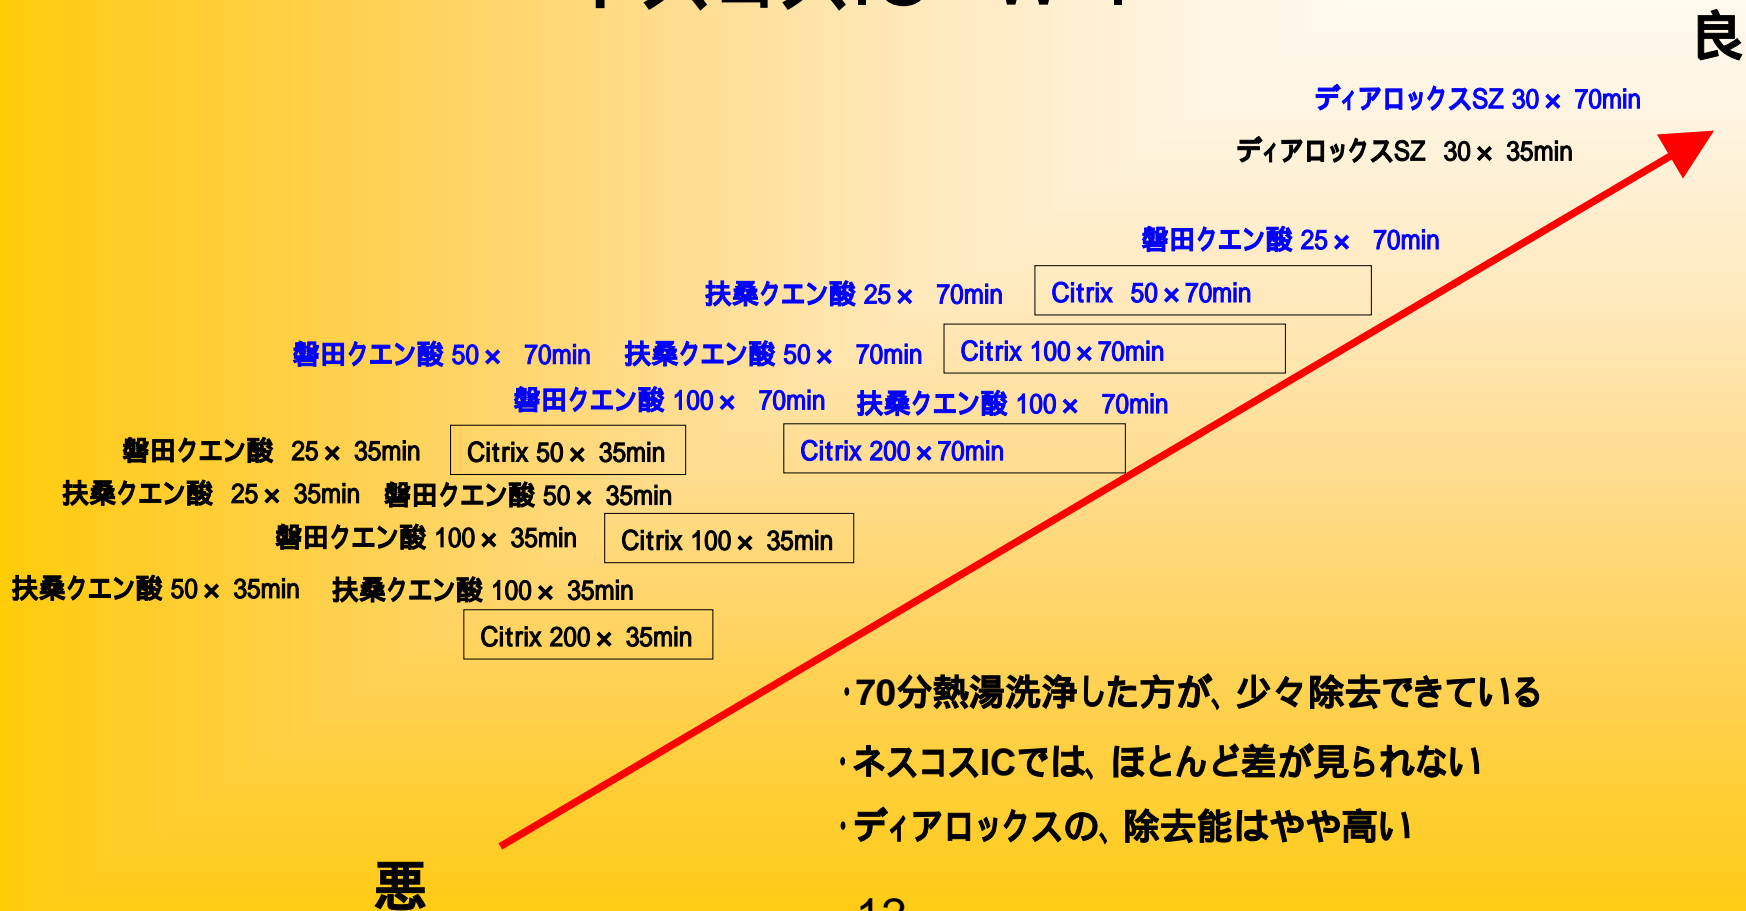 良
ディアロックスSZ 30× 70min
ディアロックスSZ 30× 35min
磐田クエン酸 25× 70min
扶桑クエン酸 25× 70min
Citrix 50×70min
磐田クエン酸 50× 70min
扶桑クエン酸 50× 70min
Citrix 100×70min
磐田クエン酸 100× 70min
扶桑クエン酸 100× 70min
磐田クエン酸 25× 35min
Citrix 50× 35min
Citrix 200×70min
扶桑クエン酸 25× 35min
磐田クエン酸 50× 35min
磐田クエン酸 100× 35min
Citrix 100× 35min
扶桑クエン酸 50× 35min
扶桑クエン酸 100× 35min
Citrix 200× 35min
・70分熱湯洗浄した方が、少々除去できている
・ネスコスICでは、ほとんど差が見られない
・ディアロックスの、除去能はやや高い
悪